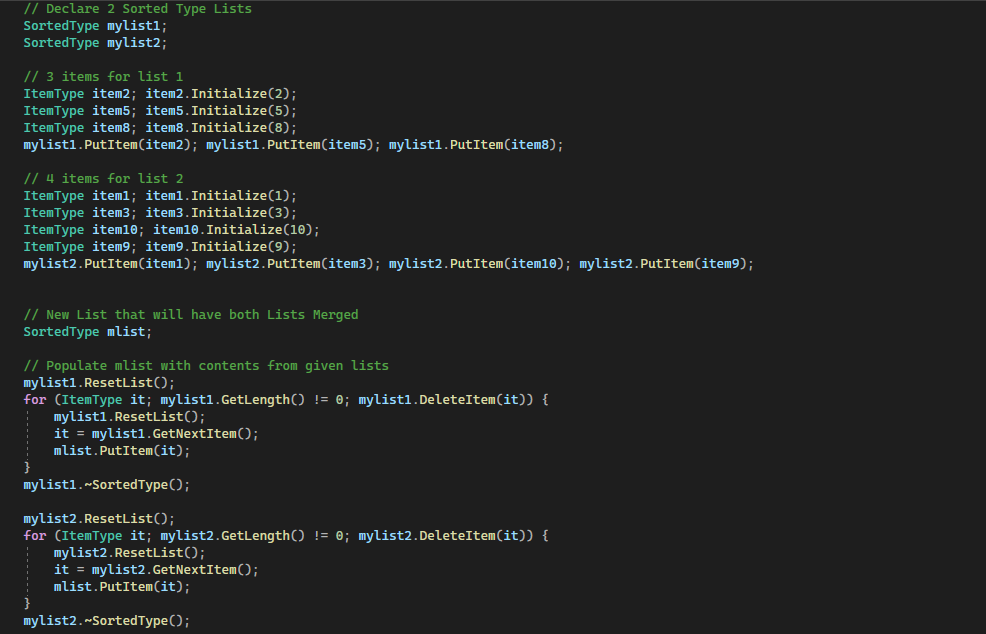 // Declare 2 Sorted Type Lists
SortedType mylist1;
SortedType mylist2;
// 3 items for list 1
ItemType item2; item2.Initialize(2);
ItemType item5; item5.Initialize(5);
ItemType item8; item8.Initialize(8);
mylist1.PutItem(item2); mylist1.PutItem(item5); mylist1.PutItem(item8);
// 4 items for list 2
ItemType item1; item1.Initialize(1);
ItemType item3; item3.Initialize(3);
ItemType item10; item10.Initialize(10);
ItemType item9; item9.Initialize(9);
mylist2.PutItem(item1); mylist2.PutItem(item3); mylist2.PutItem(item10); mylist2.PutItem(item9);
// New List that will have both Lists Merged
SortedType mlist;
// Populate mlist with contents from given lists
mylist1.ResetList();
for (ItemType it; mylist1.GetLength() != 0; mylist1.DeleteItem(it)) {
    mylist1.ResetList();
    it = mylist1.GetNextItem();
    mlist.PutItem(it);
}
mylist1.~SortedType();
mylist2.ResetList();
for (ItemType it; mylist2.GetLength() != 0; mylist2.DeleteItem(it)) {
    mylist2.ResetList();
    it = mylist2.GetNextItem();
    mlist.PutItem(it);
}
mylist2.~SortedType();